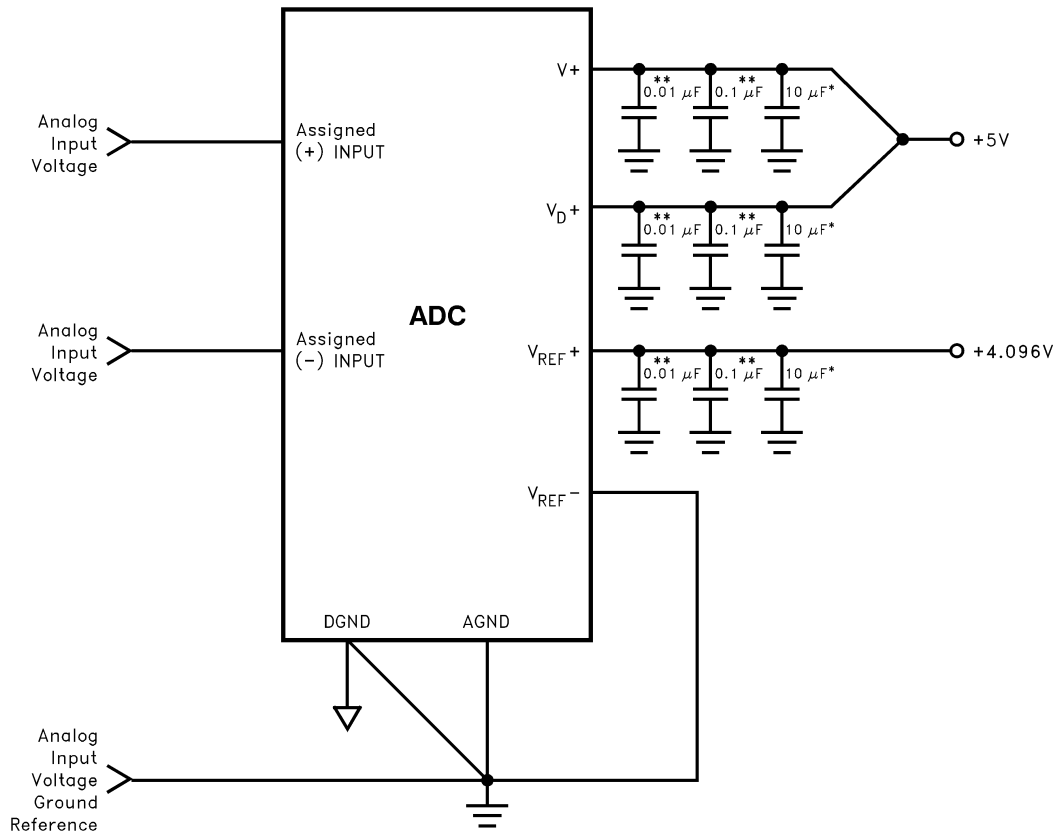 Analog
Input
Voltage
Assigned
(+) INPUT
V+
**
0.01 µF
**
0.1 µF
10 µF*
+5V
VD+
**
0.01 µF
**
0.1 µF
10 µF*
Analog
Input
Voltage
Assigned
(−) INPUT
ADC
VREF+
**
0.01 µF
**
0.1 µF
10 µF*
+4.096V
VREF−
DGND
AGND
Analog
Input
Voltage
Ground
Reference